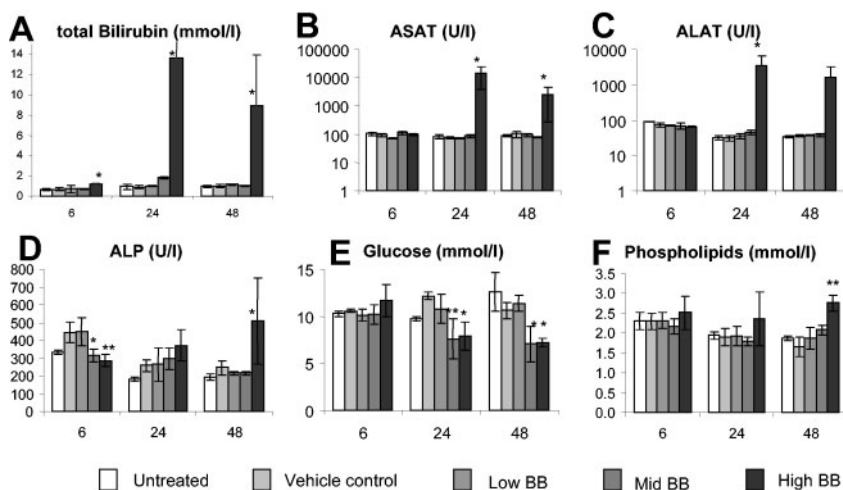 A total Bilirubin (mmol/l)
14
12
10
8
6
4
2
0
* * *
6 24 48
B ASAT (U/l)
100000
10000
1000
100
10
1
* *
6 24 48
C ALAT (U/l)
10000
1000
100
10
1
*
6 24 48
D ALP (U/l)
800
700
600
500
400
300
200
100
0
* ** *
6 24 48
E Glucose (mmol/l)
15
10
5
0
** * * *
6 24 48
F Phospholipids (mmol/l)
3.5
3.0
2.5
2.0
1.5
1.0
0.5
0.0
**
6 24 48
Untreated Vehicle control Low BB Mid BB High BB